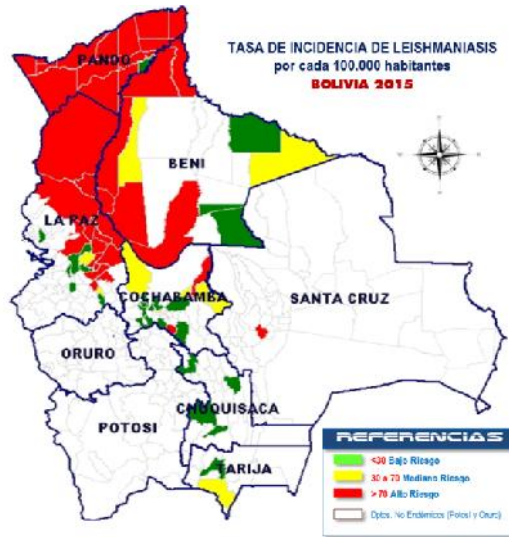 TASA DE INCIDENCIA DE LEISHMANIASIS
por cada 100.000 habitantes
BOLIVIA 2015
PANDO
BENI
LA PAZ
COCHABAMBA
SANTA CRUZ
ORURO
CHUQUISACA
POTOSI
TARIJA
REFERENCIAS
<30 Bajo Riesgo
30 a 70 Mediano Riesgo
>70 Alto Riesgo
Dptos. No Endémicos (Potosí y Oruro)